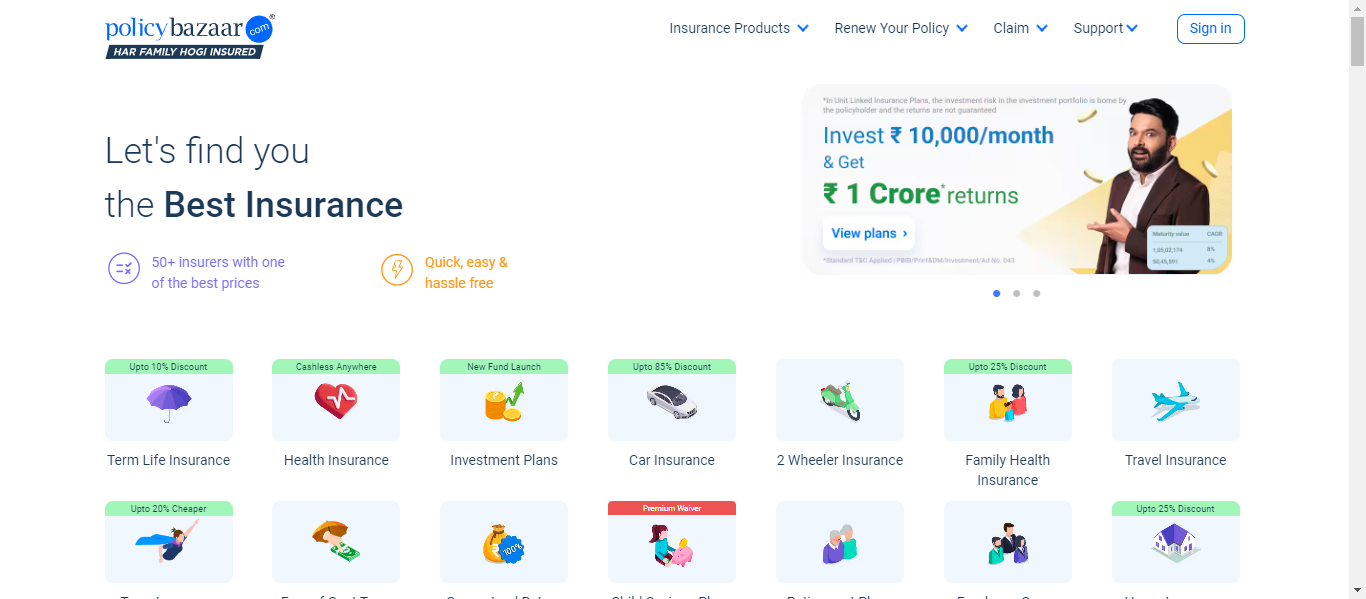 policybazaar.com®
HAR FAMILY HOGI INSURED
Insurance Products
Renew Your Policy
Claim
Support
Sign in
Let's find you
the Best Insurance
50+ insurers with one
of the best prices
Quick, easy &
hassle free
*In Unit Linked Insurance Plans, the investment risk in the investment portfolio is borne by
the policyholder and the returns are not guaranteed
Invest ₹ 10,000/month
& Get
₹ 1 Crore* returns
View plans ›
*Standard T&C Applied | PBIB/Print&DM/Investment/Ad No. 043
Maturity value CAGR
1,05,02,174 8%
50,45,591 4%
Upto 10% Discount
Term Life Insurance
Cashless Anywhere
Health Insurance
New Fund Launch
Investment Plans
Upto 85% Discount
Car Insurance
2 Wheeler Insurance
Upto 25% Discount
Family Health
Insurance
Travel Insurance
Upto 20% Cheaper
100%
Premium Waiver
Upto 25% Discount